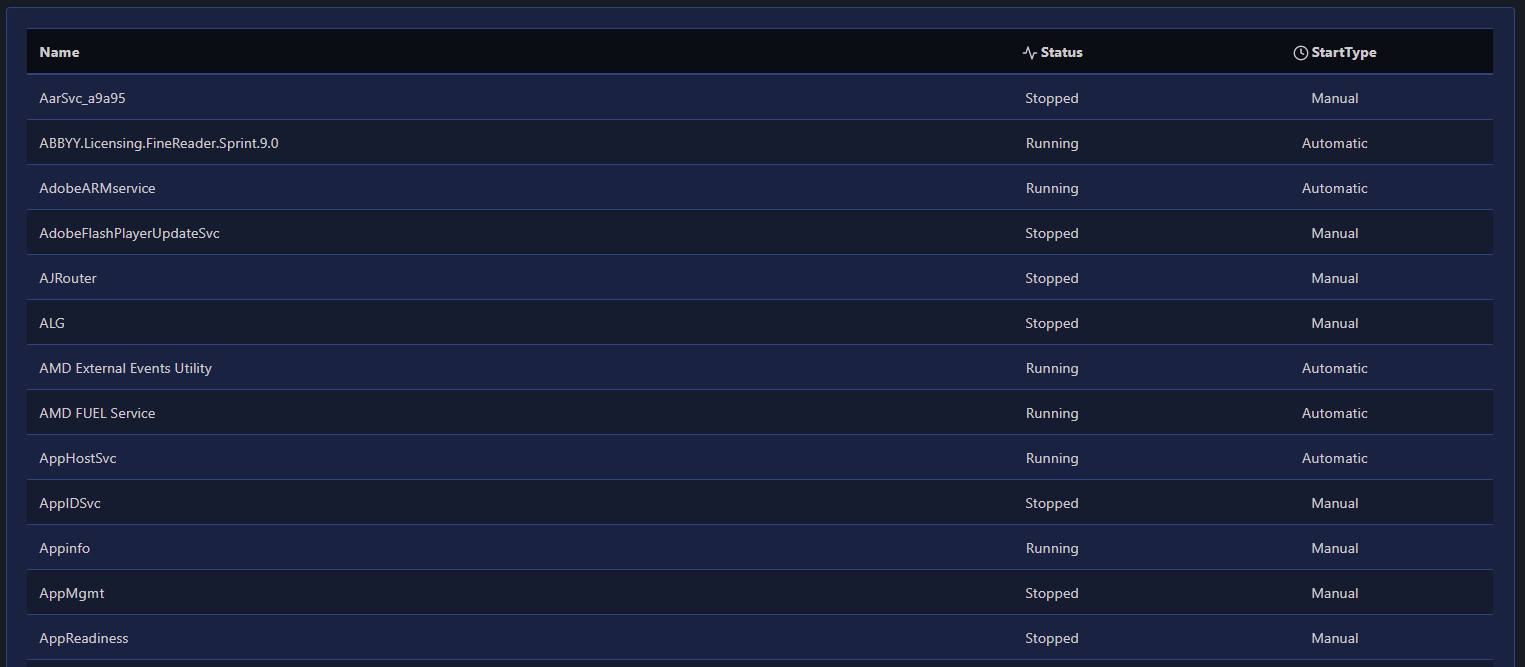 Name Status StartType
AarSvc_a9a95 Stopped Manual
ABBYY.Licensing.FineReader.Sprint.9.0 Running Automatic
AdobeARMservice Running Automatic
AdobeFlashPlayerUpdateSvc Stopped Manual
AJRouter Stopped Manual
ALG Stopped Manual
AMD External Events Utility Running Automatic
AMD FUEL Service Running Automatic
AppHostSvc Running Automatic
AppIDSvc Stopped Manual
Appinfo Running Manual
AppMgmt Stopped Manual
AppReadiness Stopped Manual